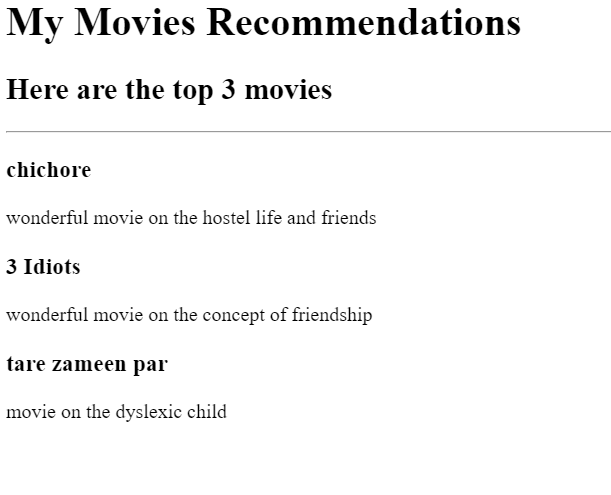 My Movies Recommendations
Here are the top 3 movies
chichore
wonderful movie on the hostel life and friends
3 Idiots
wonderful movie on the concept of friendship
tare zameen par
movie on the dyslexic child